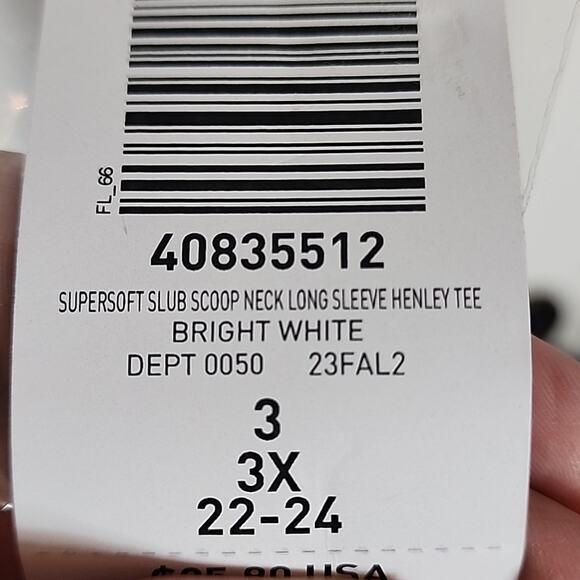 FL_66
40835512
SUPERSOFT SLUB SCOOP NECK LONG SLEEVE HENLEY TEE
BRIGHT WHITE
DEPT 0050 23FAL2
3
3X
22-24
USA